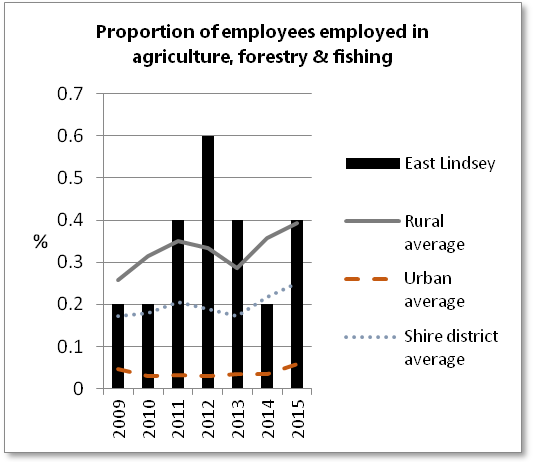 Proportion of employees employed in
agriculture, forestry & fishing
%
0.7
0.6
0.5
0.4
0.3
0.2
0.1
0
2009
2010
2011
2012
2013
2014
2015
East Lindsey
Rural
average
Urban
average
Shire district
average